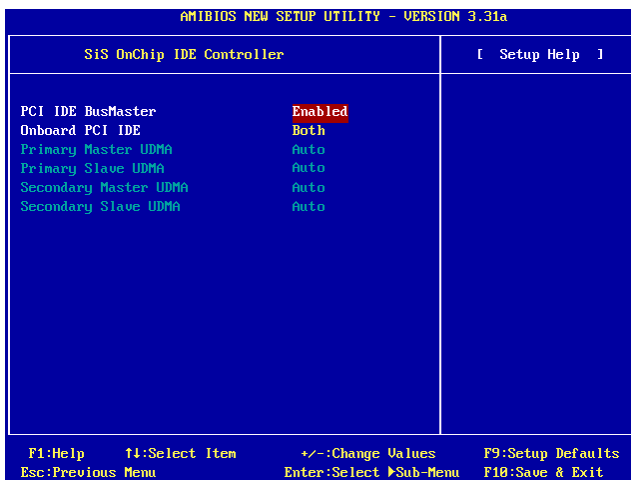 AMIBIOS NEW SETUP UTILITY - VERSION 3.31a
SiS OnChip IDE Controller
[ Setup Help ]
PCI IDE BusMaster Enabled
Onboard PCI IDE Both
Primary Master UDMA Auto
Primary Slave UDMA Auto
Secondary Master UDMA Auto
Secondary Slave UDMA Auto
F1:Help ↑↓:Select Item +/-:Change Values F9:Setup Defaults
Esc:Previous Menu Enter:Select ▶Sub-Menu F10:Save & Exit